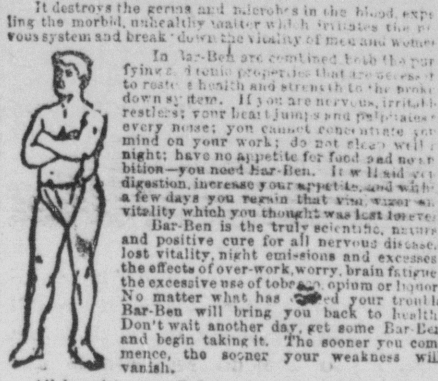 It destroys the germs and microbes in the blood, expel
ling the morbid, unhealthy matter which irritates the
vous system and break down the vitality of men and women
In Bar-Ben are combined both the pur
fying and tonic properties that are
to restore health and strength to the broke
down system. If you are nervous, irritable
restless; your heart jumps and palpitates
every noise; you cannot concentrate your
mind on your work; do not sleep well
night; have no appetite for food and no am
bition—you need Bar-Ben. It will aid
digestion, increase your appetite, and with
a few days you regain that vim, vigor an
vitality which you thought was lost forever
Bar-Ben is the truly scientific, natura
and positive cure for all nervous disease,
lost vitality, night emissions and excesses
the effects of over-work, worry, brain fatigue
the excessive use of tobacco, opium or liquor
No matter what has ed your troubl
Bar-Ben will bring you back to health
Don't wait another day, get some Bar-Ben
and begin taking it. The sooner you com
mence, the sooner your weakness will
vanish.